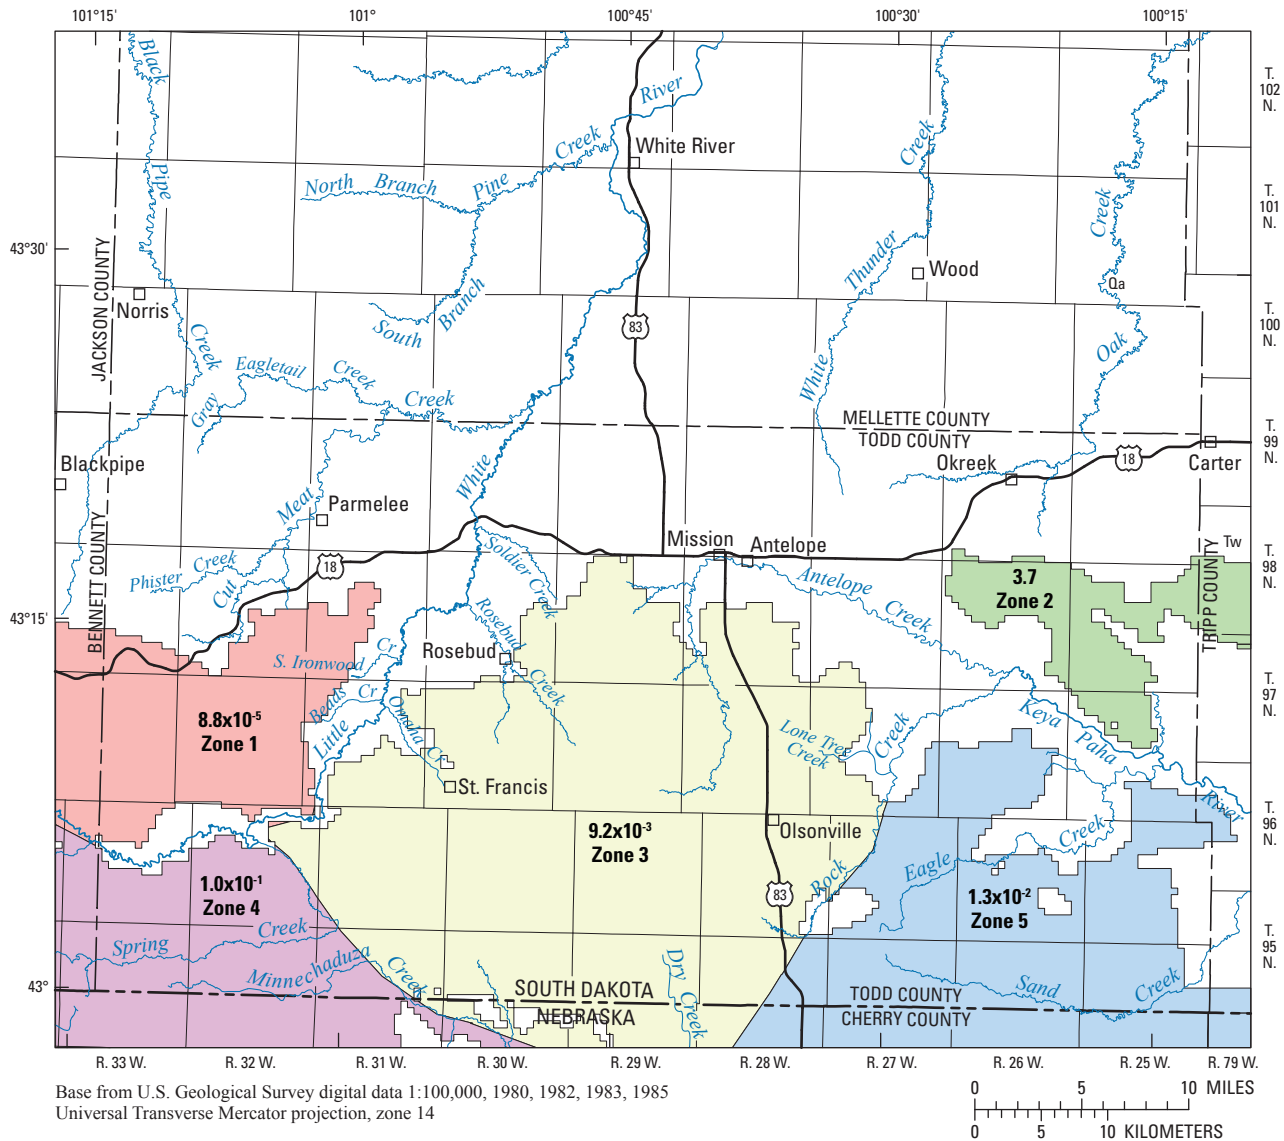 101°15'
101°
100°45'
100°30'
100°15'
Black
Pipe
Creek
River
White River
Creek
Pine
North Branch
South
Branch
Creek
Thunder
White
Wood
Creek
Oak
Qa
T.
102
N.
T.
101
N.
T.
100
N.
T.
99
N.
T.
98
N.
T.
97
N.
T.
96
N.
T.
95
N.
43°30'
43°15'
43°
JACKSON COUNTY
BENNETT COUNTY
Norris
Eagletail
Creek
Gray
Creek
83
MELLETTE COUNTY
TODD COUNTY
Okreek
18
Carter
Blackpipe
White
Meat
Parmelee
Phister Creek
Cut
18
Soldier Creek
Mission
Antelope
Antelope
Creek
3.7
Zone 2
Tw
TRIPP COUNTY
Rosebud
Rosebud
Creek
S. Ironwood
Cr
Beads
Cr
Little
Omaha Cr
8.8x10-5
Zone 1
St. Francis
Lone Tree
Creek
Creek
Keya
Paha
River
Olsonville
9.2x10-3
Zone 3
Rock
83
Eagle
Creek
1.0x10-1
Zone 4
1.3x10-2
Zone 5
Spring
Creek
Minnechaduza
Creek
Dry Creek
Sand
Creek
SOUTH DAKOTA
NEBRASKA
TODD COUNTY
CHERRY COUNTY
R. 33 W.
R. 32 W.
R. 31 W.
R. 30 W.
R. 29 W.
R. 28 W.
R. 27 W.
R. 26 W.
R. 25 W.
R. 79 W.
Base from U.S. Geological Survey digital data 1:100,000, 1980, 1982, 1983, 1985
Universal Transverse Mercator projection, zone 14
0 5 10 MILES
0 5 10 KILOMETERS